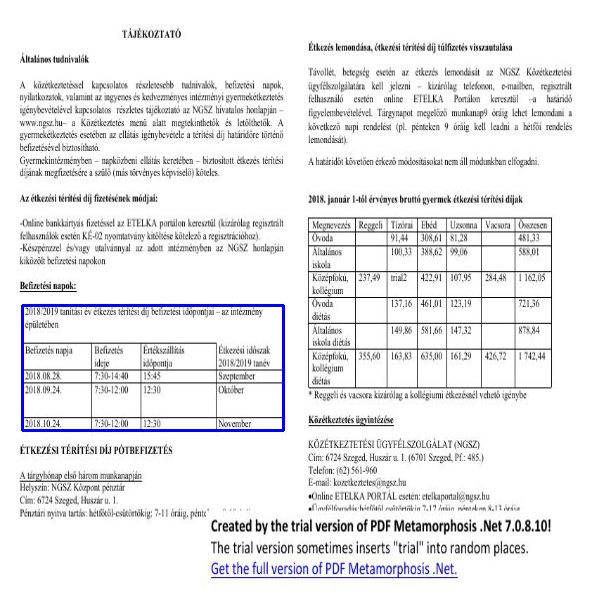 TÁJÉKOZTATÓ
Általános tudnivalók
A közétkeztetéssel kapcsolatos részletesebb tudnivalók, befizetési napok,
nyilatkozatok, valamint az ingyenes és kedvezményes intézményi gyermekétkeztetés
igénybevételével kapcsolatos részletes tájékoztató az NGSZ hivatalos honlapján –
www.ngsz.hu– a Közétkeztetés menü alatt megtekinthetők és letölthetők. A
gyermekétkeztetés esetében az ellátás igénybevétele a térítési díj határidőre történő
befizetésével biztosítható.
Gyermekintézményben – napközbeni ellátás keretében – biztosított étkezés térítési
díjának megfizetésére a szülő (más törvényes képviselő) köteles.
Az étkezési térítési díj fizetésének módjai:
-Online bankkártyás fizetéssel az ETELKA portálon keresztül (kizárólag regisztrált
felhasználók esetén KÉ-02 nyomtatvány kitöltése kötelező a regisztrációhoz).
-Készpénzzel és/vagy utalvánnyal az adott intézményben az NGSZ honlapján
kiközölt befizetési napokon
Befizetési napok:
2018/2019 tanítási év étkezés térítési díj befizetési időpontjai – az intézmény
épületében
Befizetés napja Befizetés ideje Értékszállítás időpontja Étkezési időszak 2018/2019 tanév
2018.08.28. 7:30-14:40 15:45 Szeptember
2018.09.24. 7:30-12:00 12:30 Október
2018.10.24. 7:30-12:00 12:30 November
ÉTKEZÉSI TÉRÍTÉSI DÍJ PÓTBEFIZETÉS
A tárgyhónap első három munkanapján
Helyszín: NGSZ Központ pénztár
Cím: 6724 Szeged, Huszár u. 1.
Pénztári nyitva tartás: hétfőtől-csütörtökig: 7-11 óráig,
Étkezés lemondása, étkezési térítési díj túlfizetés visszautalása
Távollét, betegség esetén az étkezés lemondását az NGSZ Közétkeztetési
ügyfélszolgálatára kell jelezni – kizárólag telefonon, e-mailben, regisztrált
felhasználó esetén online ETELKA Portálon keresztül –a határidő
figyelembevételével. Tárgynapot megelőző munkanap9 óráig lehet lemondani a
következő napi rendelést (pl. pénteken 9 óráig kell leadni a hétfői rendelés
lemondását).
A határidőt követően érkező módosításokat nem áll módunkban elfogadni.
2018. január 1-től érvényes bruttó gyermek étkezési térítési díjak
Megnevezés Reggeli Tízórai Ebéd Uzsonna Vacsora Összesen
Óvoda 91,44 308,61 81,28 481,33
Általános iskola 100,33 388,62 99,06 588,01
Középfokú, kollégium 237,49 trial2 422,91 107,95 284,48 1 162,05
Óvoda diétás 137,16 461,01 123,19 721,36
Általános iskola diétás 149,86 581,66 147,32 878,84
Középfokú, kollégium diétás 355,60 163,83 635,00 161,29 426,72 1 742,44
* Reggeli és vacsora kizárólag a kollégiumi étkezésnél vehető igénybe
Közétkeztetés ügyintézése
KÖZÉTKEZTETÉSI ÜGYFÉLSZOLGÁLAT (NGSZ)
Cím: 6724 Szeged, Huszár u. 1. (6701 Szeged, Pf.: 485.)
Telefon: (62) 561-960
E-mail: kozetkeztetes@ngsz.hu
•Online ETELKA PORTÁL esetén: etelkaportal@ngsz.hu
Created by the trial version of PDF Metamorphosis .Net 7.0.8.10!
The trial version sometimes inserts "trial" into random places.
Get the full version of PDF Metamorphosis .Net.